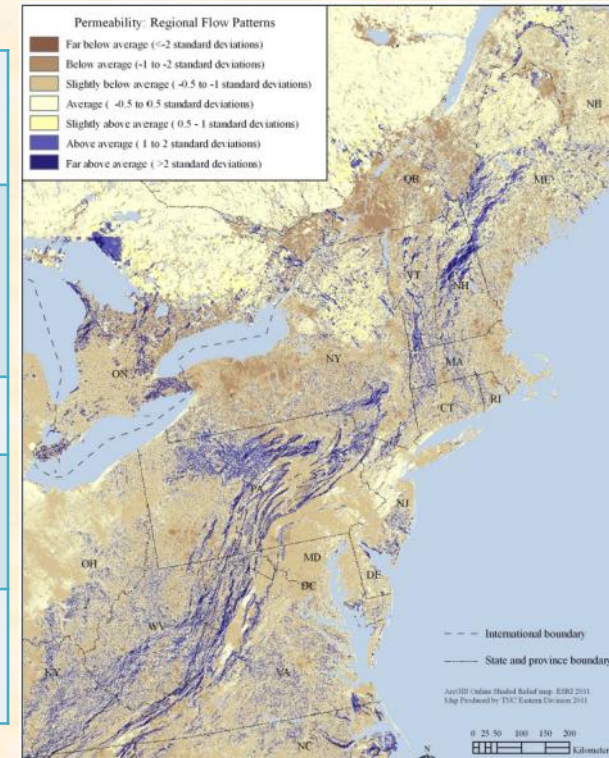 Permeability: Regional Flow Patterns
Far below average (<-2 standard deviations)
Below average (-1 to -2 standard deviations)
Slightly below average ( -0.5 to -1 standard deviations)
Average ( -0.5 to 0.5 standard deviations)
Slightly above average ( 0.5 - 1 standard deviations)
Above average ( 1 to 2 standard deviations)
Far above average ( >2 standard deviations)
NB
QB
ME
VT
NH
ON
NY
MA
CT
RI
PA
NJ
OH
MD
DC
DE
WV
KY
VA
NC
International boundary
State and province boundary
ArcGIS Online Shaded Relief map. ESRI 2011
Map Produced by TNC Eastern Division 2011
0 25 50 100 150 200
Kilometers
N